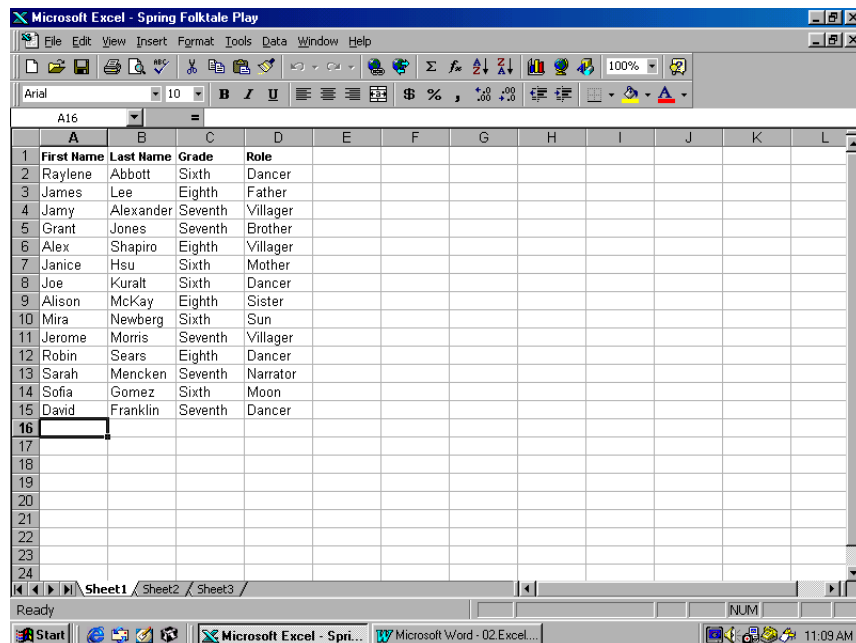 Microsoft Excel - Spring Folktale Play
File Edit View Insert Format Tools Data Window Help
100%
Arial 10 B I U $ % ,
A16 =
A B C D E F G H I J K L
1 First Name Last Name Grade Role
2 Raylene Abbott Sixth Dancer
3 James Lee Eighth Father
4 Jamy Alexander Seventh Villager
5 Grant Jones Seventh Brother
6 Alex Shapiro Eighth Villager
7 Janice Hsu Sixth Mother
8 Joe Kuralt Sixth Dancer
9 Alison McKay Eighth Sister
10 Mira Newberg Sixth Sun
11 Jerome Morris Seventh Villager
12 Robin Sears Eighth Dancer
13 Sarah Mencken Seventh Narrator
14 Sofia Gomez Sixth Moon
15 David Franklin Seventh Dancer
16
17
18
19
20
21
22
23
24
Sheet1 Sheet2 Sheet3
Ready NUM
Start Microsoft Excel - Spri... Microsoft Word - 02.Excel.... 11:09 AM